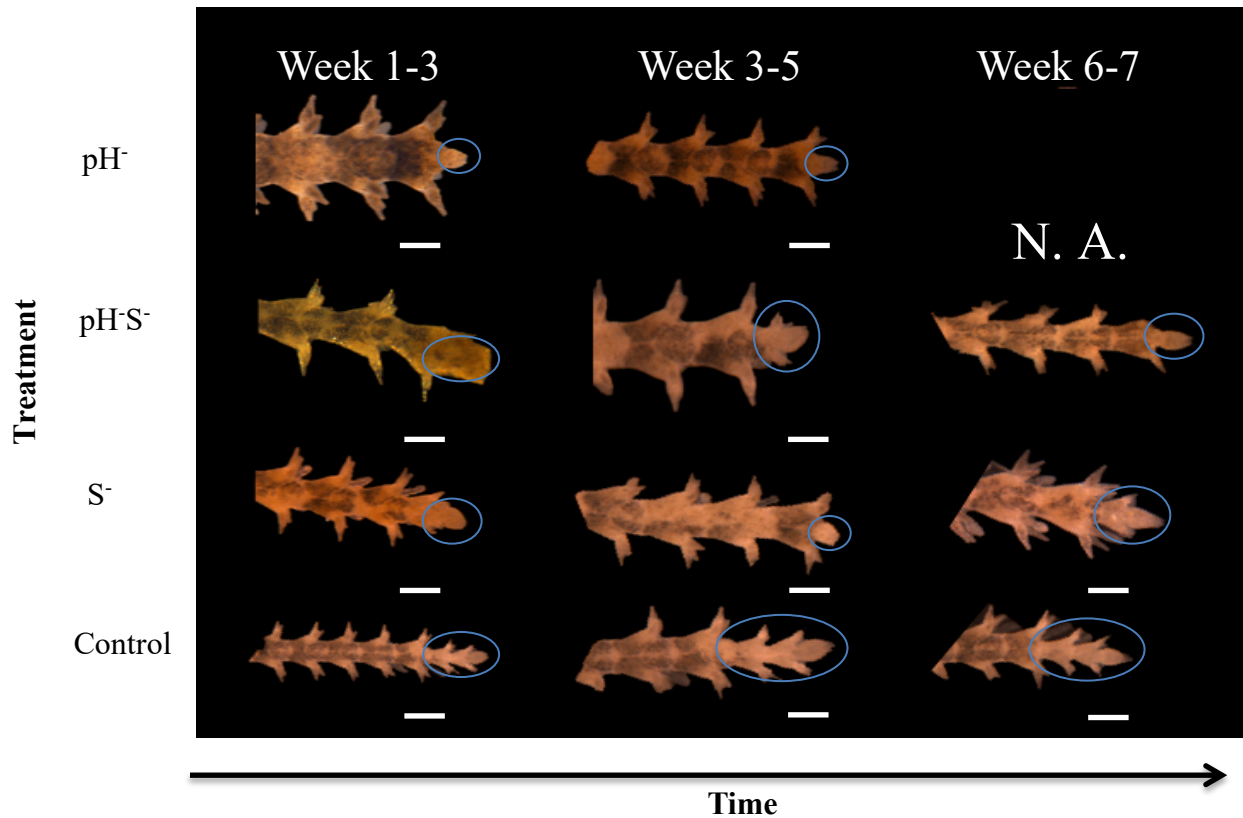 Week 1-3 Week 3-5 Week 6-7
pH⁻
N. A.
pH⁻S⁻
Treatment
S⁻
Control
Time